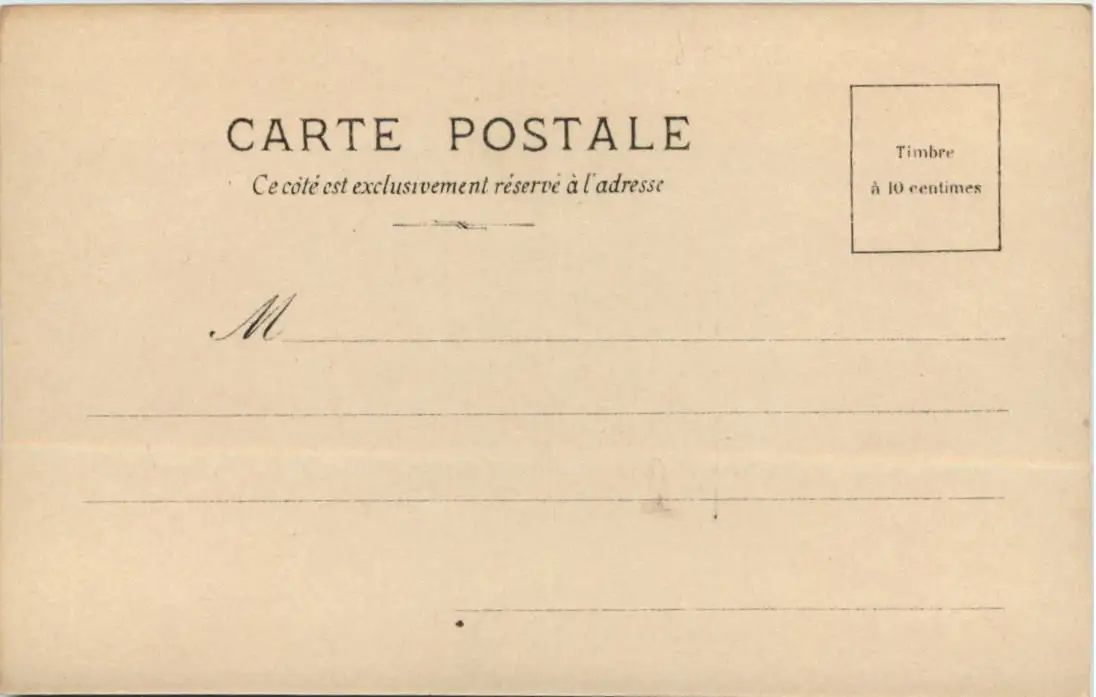 CARTE POSTALE
Ce côté est exclusivement réservé à l'adresse
Timbre
à 10 centimes
M